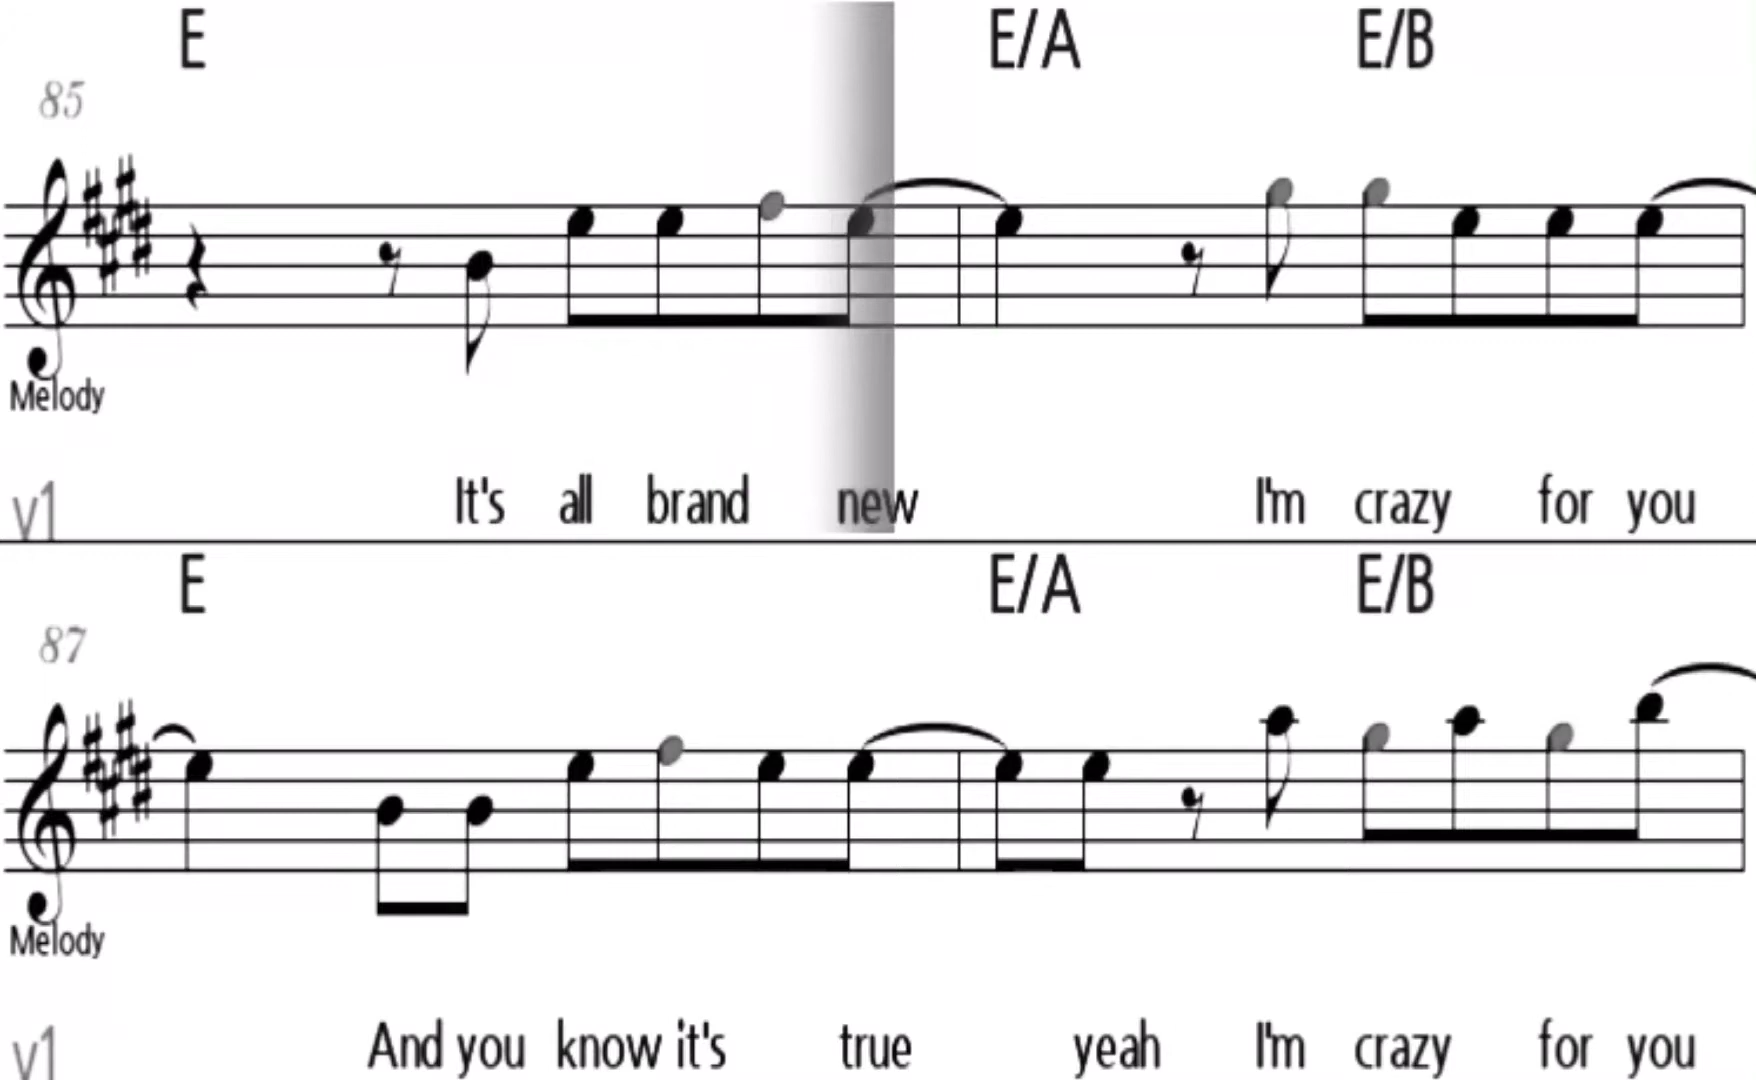 E E/A E/B
85
Melody
v1 It's all brand new I'm crazy for you
E E/A E/B
87
Melody
v1 And you know it's true yeah I'm crazy for you